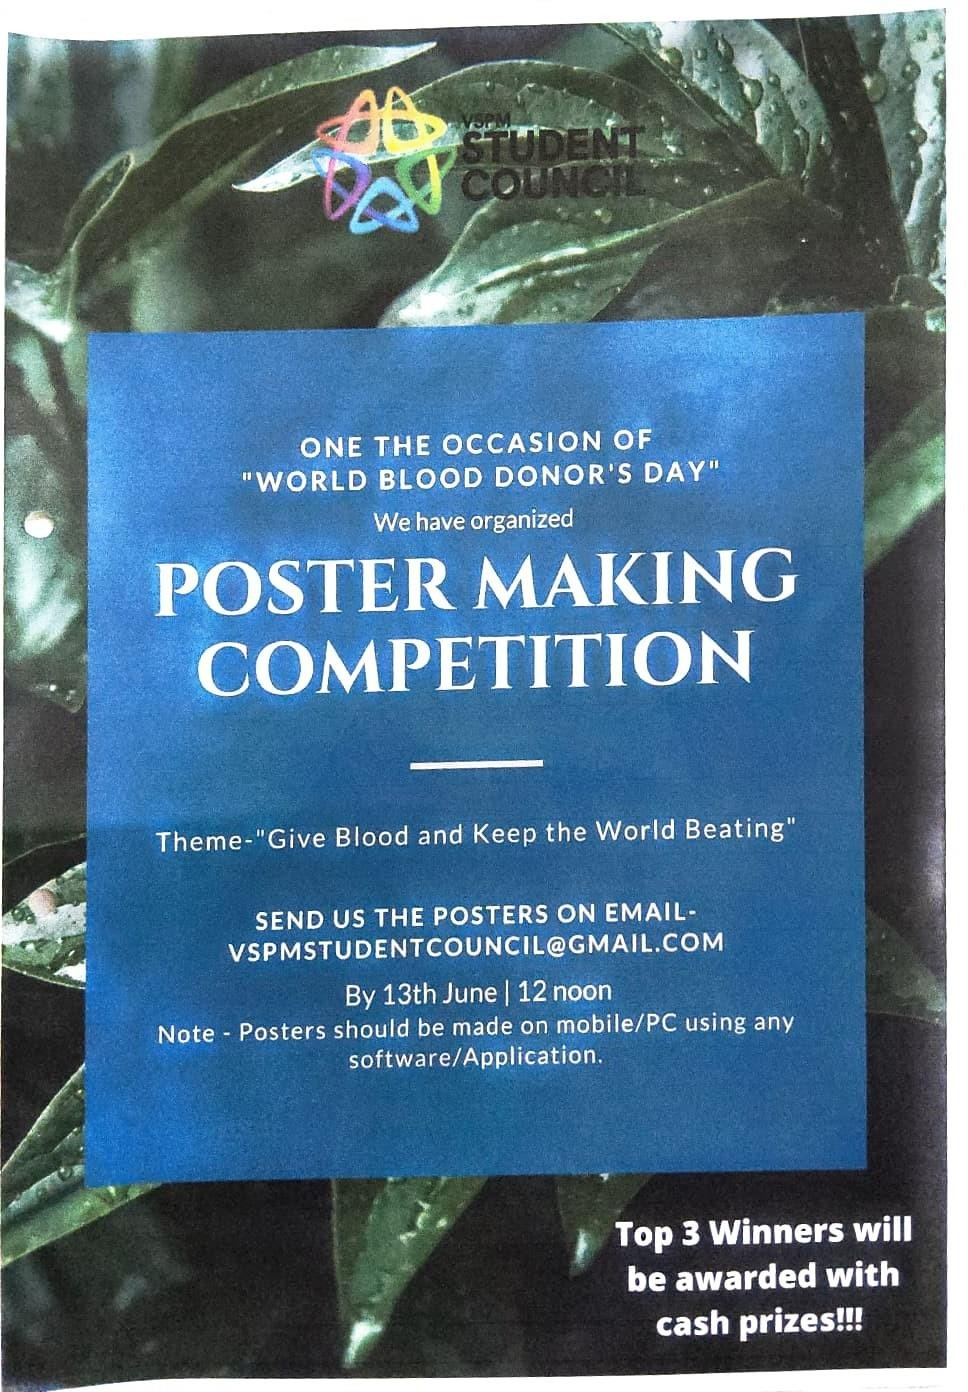 VSPM
STUDENT
COUNCIL
ONE THE OCCASION OF
"WORLD BLOOD DONOR'S DAY"
We have organized
POSTER MAKING
COMPETITION
Theme-"Give Blood and Keep the World Beating"
SEND US THE POSTERS ON EMAIL-
VSPMSTUDENTCOUNCIL@GMAIL.COM
By 13th June | 12 noon
Note - Posters should be made on mobile/PC using any
software/Application.
Top 3 Winners will
be awarded with
cash prizes!!!